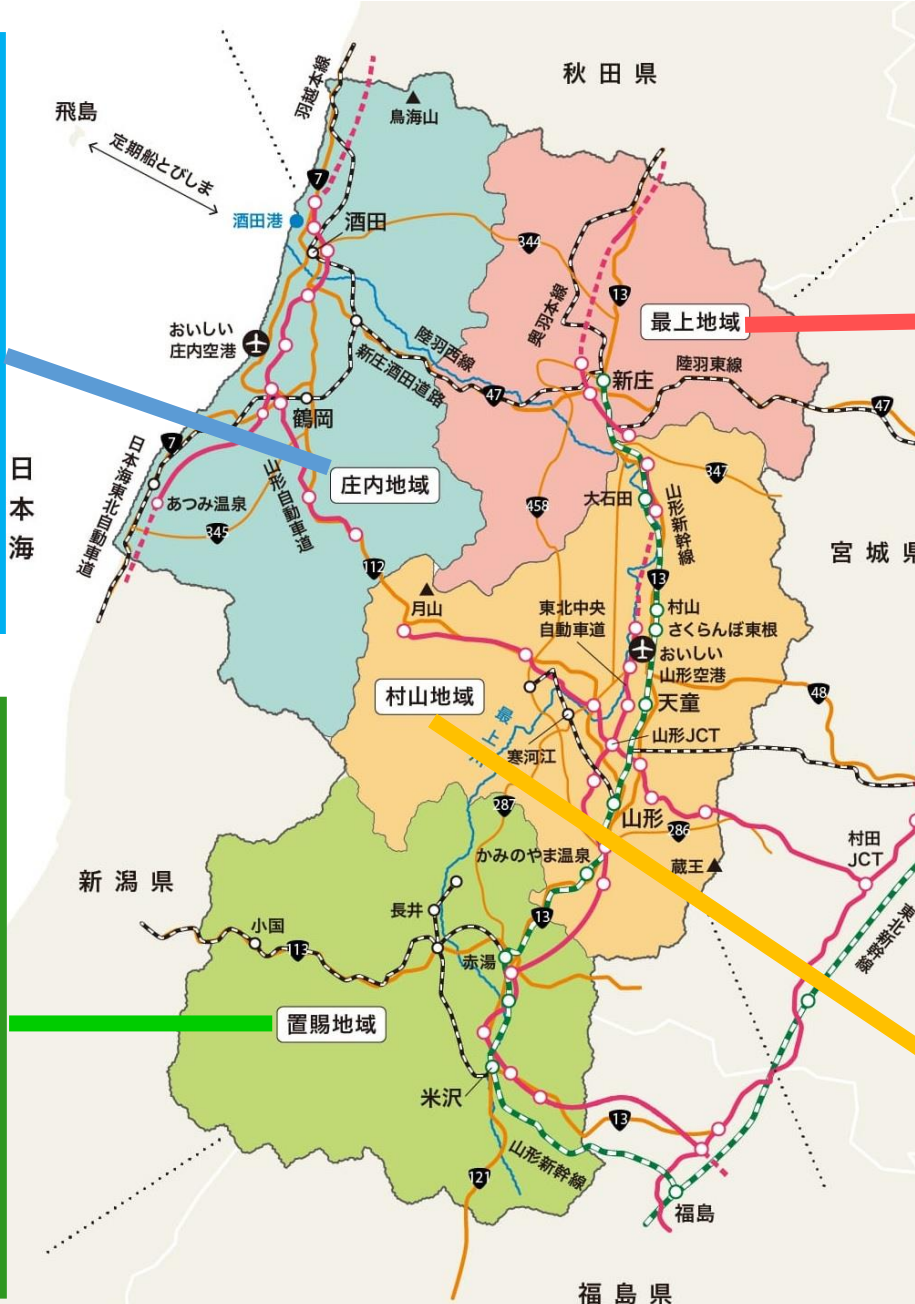 秋田県
飛島
定期船とびしま
羽越本線
鳥海山
7
酒田港
酒田
344
13
奥羽本線
最上地域
おいしい
庄内空港
陸羽西線
新庄酒田道路
47
新庄
陸羽東線
47
鶴岡
7
日本海
日本海東北自動車道
あつみ温泉
345
山形自動車道
庄内地域
458
大石田
347
山形新幹線
宮城県
112
月山
東北中央
自動車道
13
村山
さくらんぼ東根
おいしい
山形空港
村山地域
48
天童
最上
山形JCT
寒河江
287
山形
286
かみのやま温泉
蔵王
村田
JCT
東北新幹線
新潟県
小国
113
長井
13
赤湯
置賜地域
米沢
13
山形新幹線
121
福島
福島県